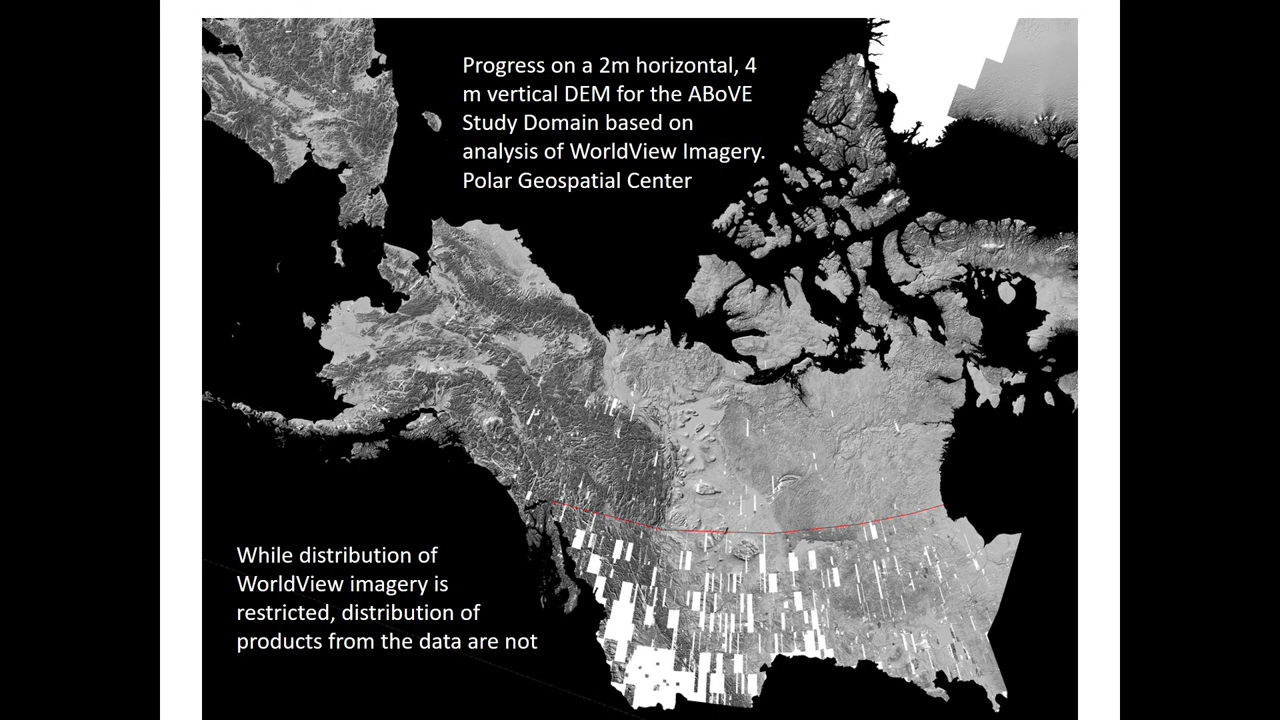 Progress on a 2m horizontal, 4
m vertical DEM for the ABoVE
Study Domain based on
analysis of WorldView Imagery.
Polar Geospatial Center
While distribution of
WorldView imagery is
restricted, distribution of
products from the data are not